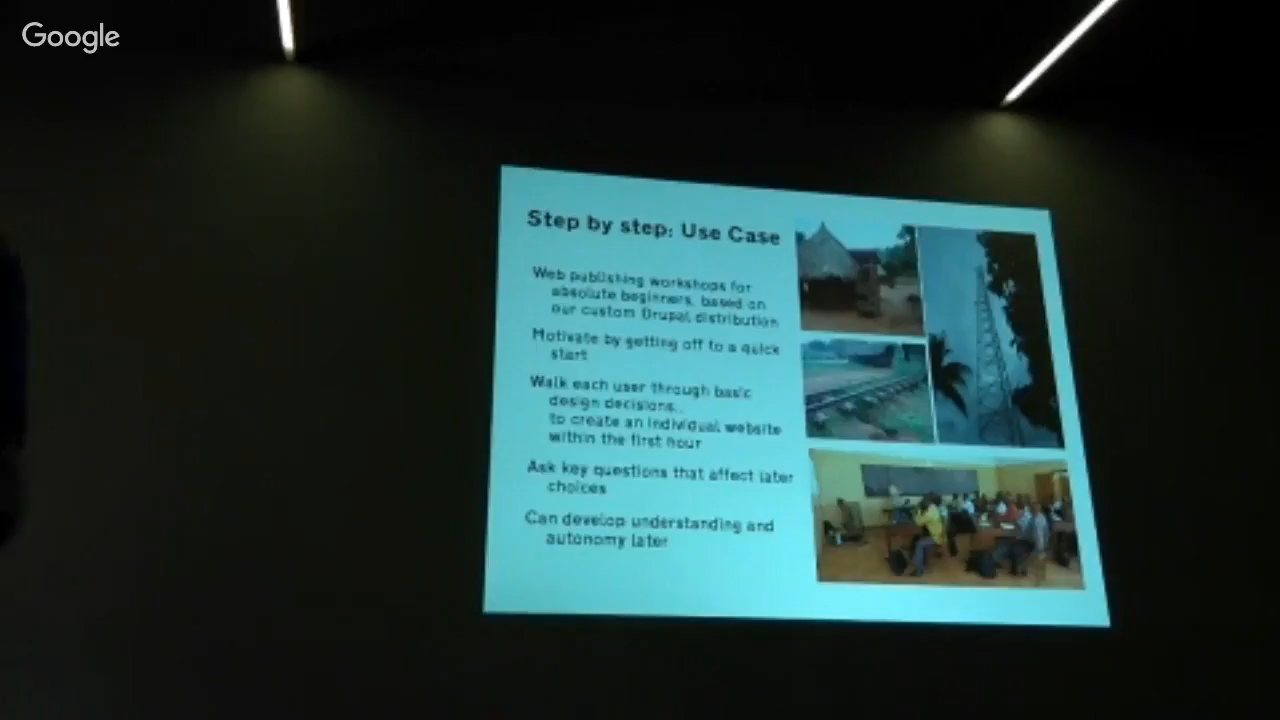 Google
Step by step: Use Case
Web publishing workshops for
absolute beginners, based on
our custom Drupal distribution
Motivate by getting off to a quick
start
Walk each user through basic
design decisions...
to create an individual website
within the first hour
Ask key questions that affect later
choices
Can develop understanding and
autonomy later